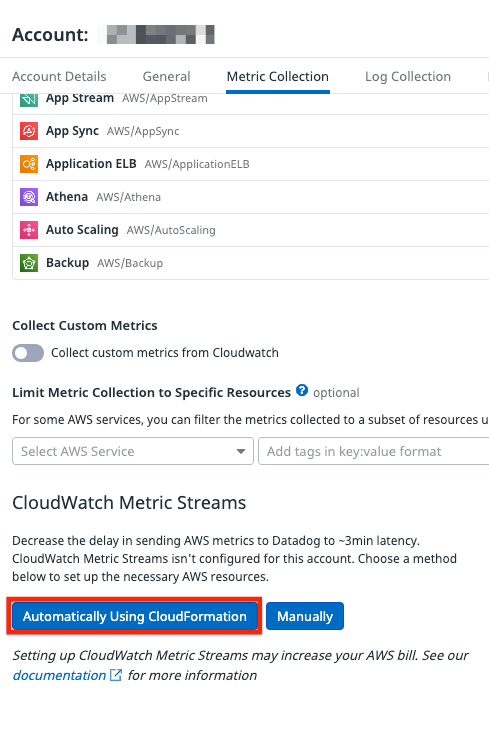 Account:
Account Details General Metric Collection Log Collection
App Stream AWS/AppStream
App Sync AWS/AppSync
Application ELB AWS/ApplicationELB
Athena AWS/Athena
Auto Scaling AWS/AutoScaling
Backup AWS/Backup
Collect Custom Metrics
Collect custom metrics from Cloudwatch
Limit Metric Collection to Specific Resources ? optional
For some AWS services, you can filter the metrics collected to a subset of resources u
Select AWS Service Add tags in key:value format
CloudWatch Metric Streams
Decrease the delay in sending AWS metrics to Datadog to ~3min latency.
CloudWatch Metric Streams isn't configured for this account. Choose a method
below to set up the necessary AWS resources.
Automatically Using CloudFormation Manually
Setting up CloudWatch Metric Streams may increase your AWS bill. See our
documentation for more information